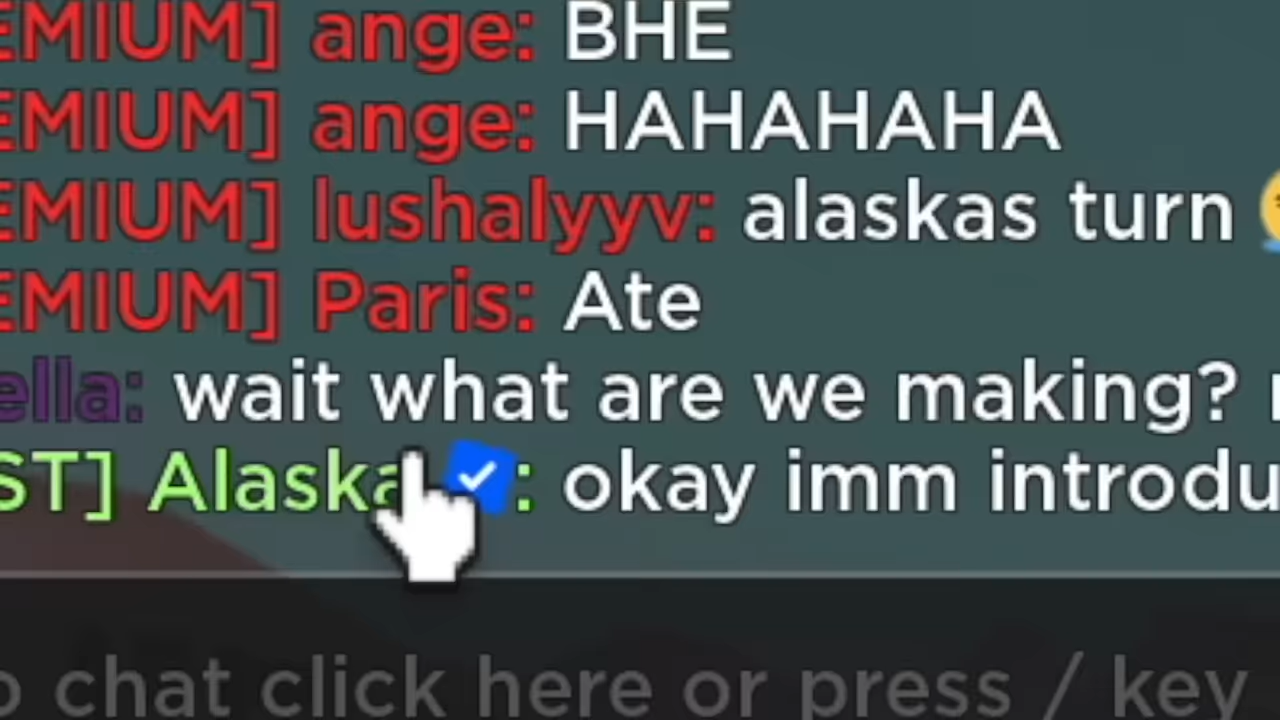 EMIUM] ange: BHE
EMIUM] ange: HAHAHAHA
EMIUM] lushalyyv: alaskas turn
EMIUM] Paris: Ate
ella: wait what are we making?
ST] Alaska ✓: okay imm introdu
o chat click here or press / key